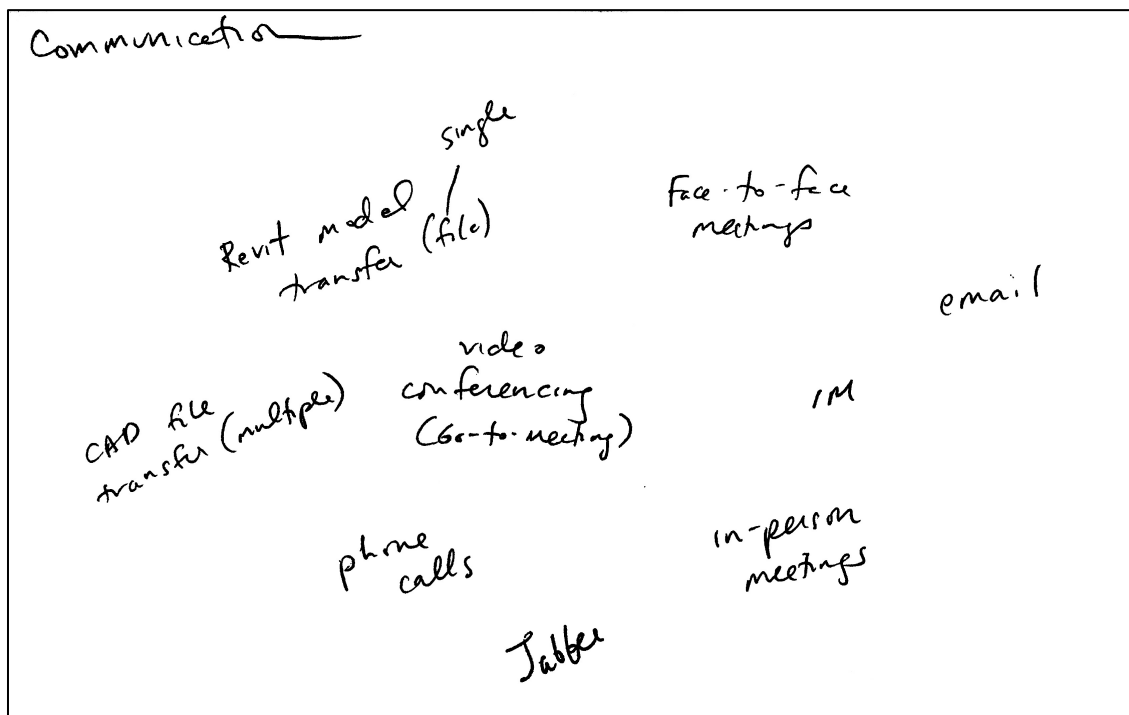 Communication
single
Revit model
transfer (file)
Face-to-face
meetings
email
video
conferencing
(Go-to-meeting)
CAD file
transfer (multiple)
IM
phone
calls
in-person
meetings
Jabber